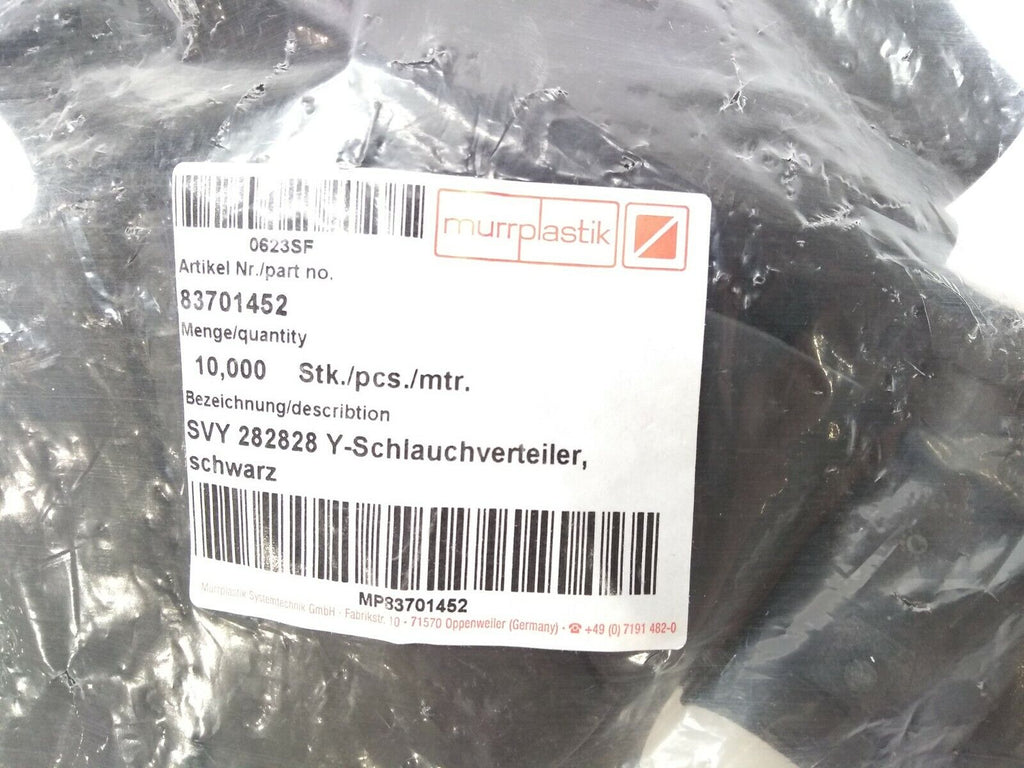 murrplastik
0623SF
Artikel Nr./part no.
83701452
Menge/quantity
10,000 Stk./pcs./mtr.
Bezeichnung/describtion
SVY 282828 Y-Schlauchverteiler,
schwarz
MP83701452
Murrplastik Systemtechnik GmbH · Fabrikstr. 10 · 71570 Oppenweiler (Germany) · ☎ +49 (0) 7191 482-0